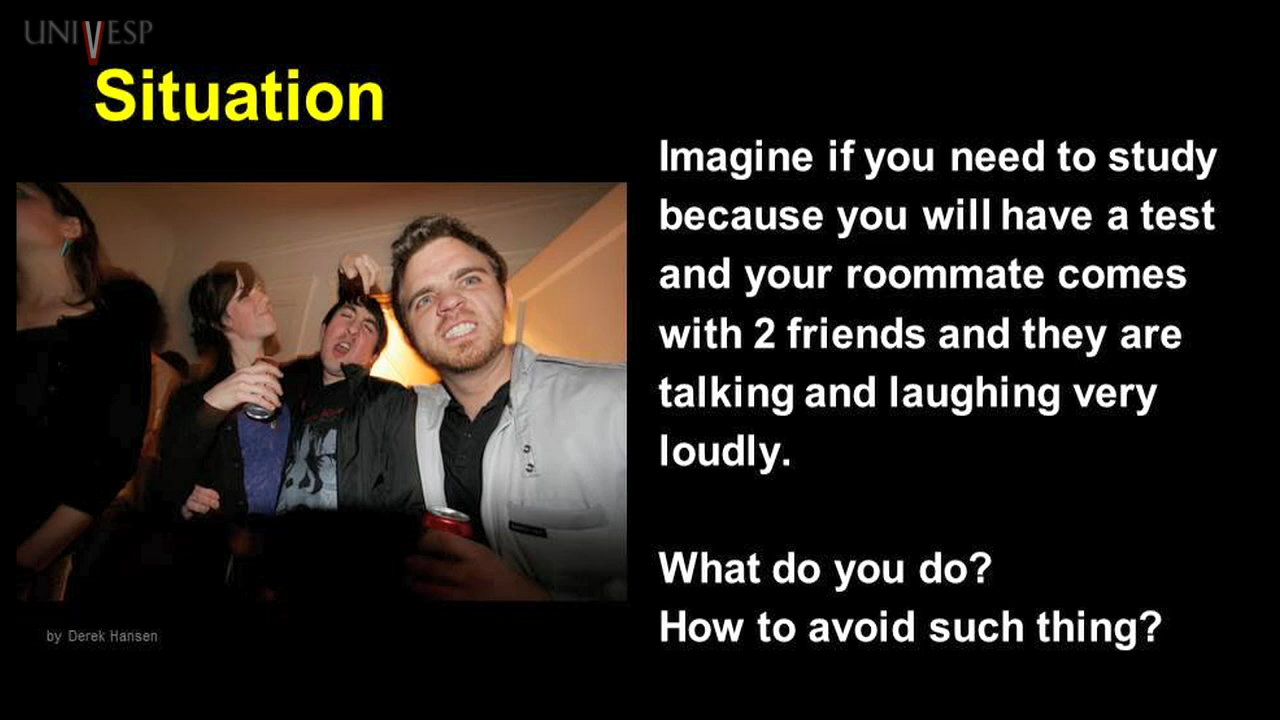 UNIVESP
Situation
Imagine if you need to study
because you will have a test
and your roommate comes
with 2 friends and they are
talking and laughing very
loudly.
What do you do?
How to avoid such thing?
by Derek Hansen